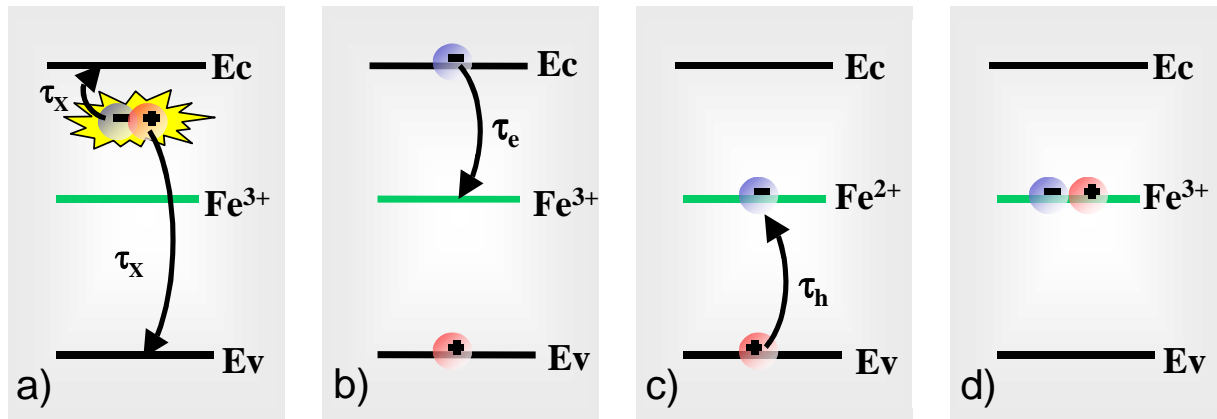 Ec
τx
Fe3+
τx
Ev
a)
Ec
τe
Fe3+
Ev
b)
Ec
Fe2+
τh
Ev
c)
Ec
Fe3+
Ev
d)